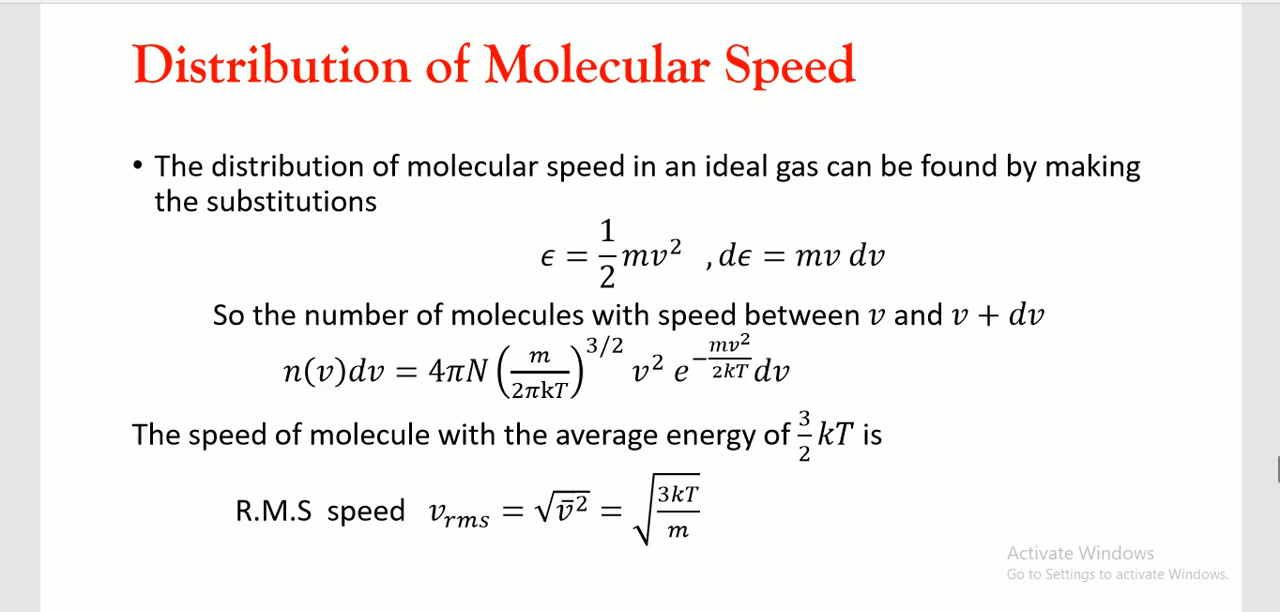 Distribution of Molecular Speed
• The distribution of molecular speed in an ideal gas can be found by making
the substitutions
ϵ = 1/2 mv² , dϵ = mv dv
So the number of molecules with speed between v and v + dv
n(v)dv = 4πN (m/2πkT)^3/2 v² e^−mv²/2kT dv
The speed of molecule with the average energy of 3/2 kT is
R.M.S speed v_rms = √v̄² = √3kT/m
Activate Windows
Go to Settings to activate Windows.